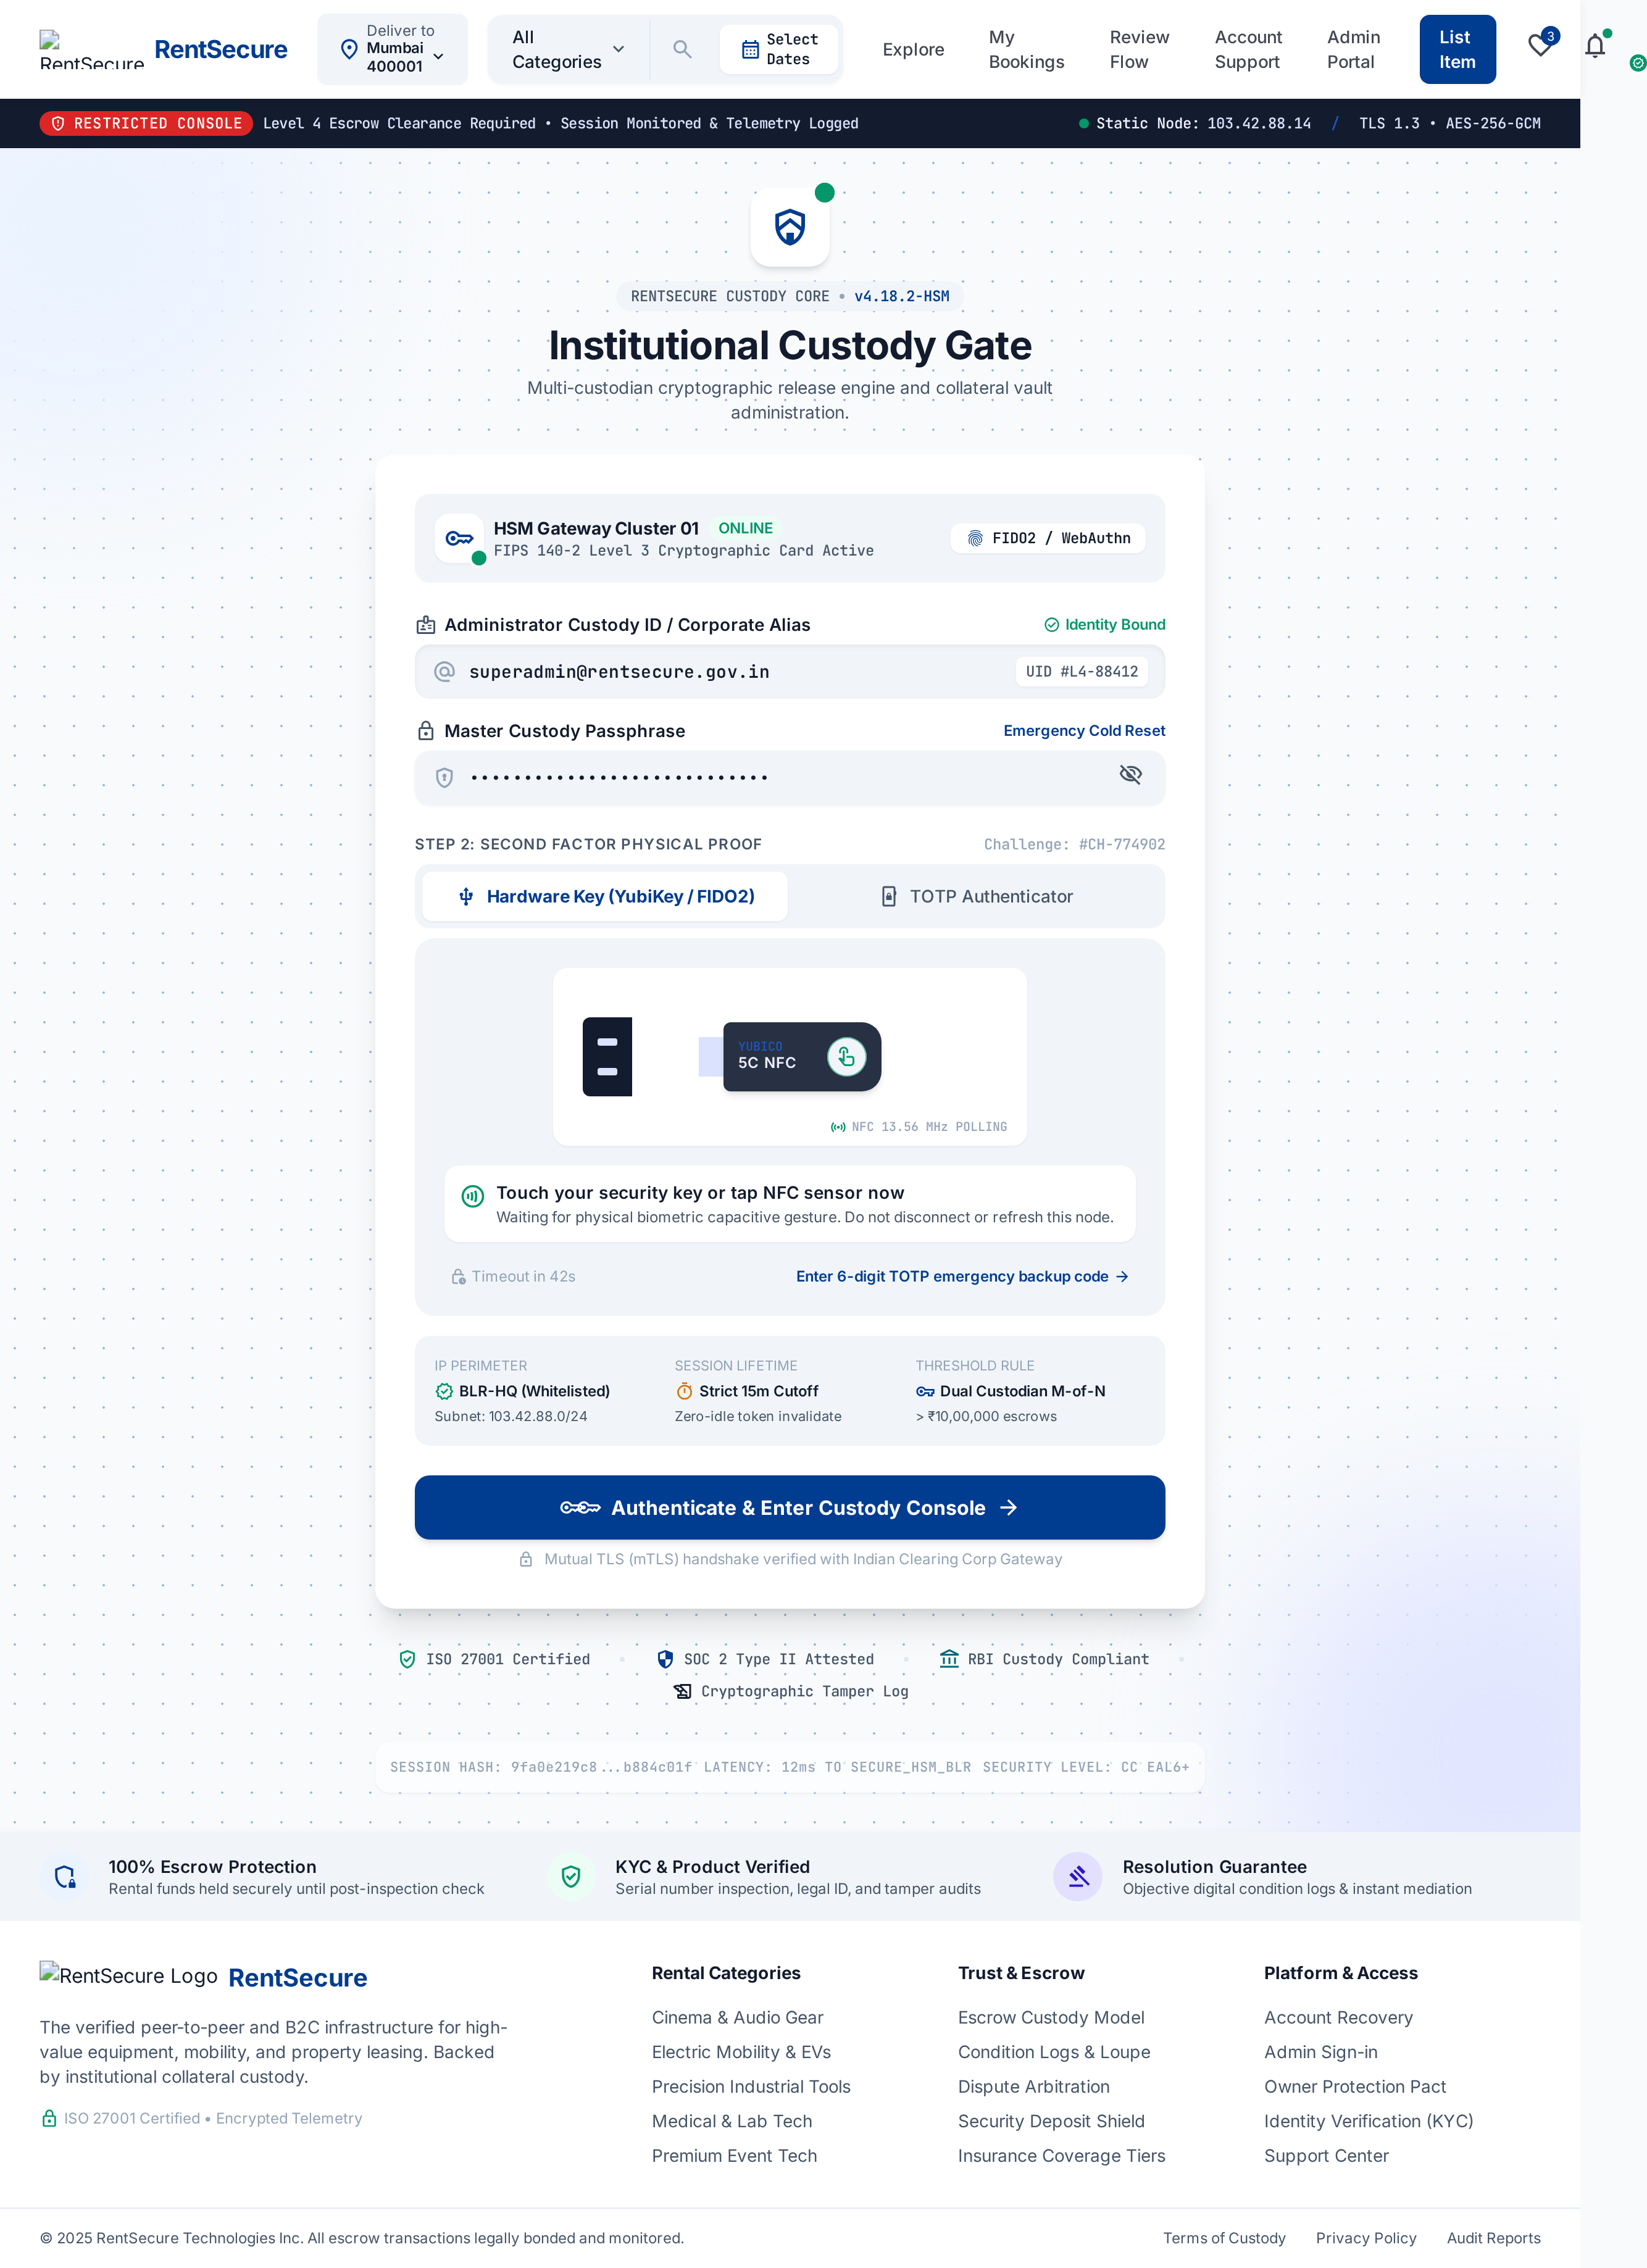 RentSecure
RentSecure
Deliver to
Mumbai
400001
All
Categories
Select
Dates
Explore
My
Bookings
Review
Flow
Account
Support
Admin
Portal
List
Item
3
RESTRICTED CONSOLE
Level 4 Escrow Clearance Required • Session Monitored & Telemetry Logged
Static Node: 103.42.88.14 / TLS 1.3 • AES-256-GCM
RENTSECURE CUSTODY CORE • v4.18.2-HSM
Institutional Custody Gate
Multi-custodian cryptographic release engine and collateral vault
administration.
HSM Gateway Cluster 01 ONLINE
FIPS 140-2 Level 3 Cryptographic Card Active
FIDO2 / WebAuthn
Administrator Custody ID / Corporate Alias
Identity Bound
superadmin@rentsecure.gov.in
UID #L4-88412
Master Custody Passphrase
Emergency Cold Reset
••••••••••••••••••••••••••••
STEP 2: SECOND FACTOR PHYSICAL PROOF
Challenge: #CH-774902
Hardware Key (YubiKey / FIDO2)
TOTP Authenticator
YUBICO
5C NFC
NFC 13.56 MHz POLLING
Touch your security key or tap NFC sensor now
Waiting for physical biometric capacitive gesture. Do not disconnect or refresh this node.
Timeout in 42s
Enter 6-digit TOTP emergency backup code →
IP PERIMETER
BLR-HQ (Whitelisted)
Subnet: 103.42.88.0/24
SESSION LIFETIME
Strict 15m Cutoff
Zero-idle token invalidate
THRESHOLD RULE
Dual Custodian M-of-N
> ₹10,00,000 escrows
Authenticate & Enter Custody Console →
Mutual TLS (mTLS) handshake verified with Indian Clearing Corp Gateway
ISO 27001 Certified
SOC 2 Type II Attested
RBI Custody Compliant
Cryptographic Tamper Log
SESSION HASH: 9fa0e219c8...b884c01f LATENCY: 12ms TO SECURE_HSM_BLR SECURITY LEVEL: CC EAL6+
100% Escrow Protection
Rental funds held securely until post-inspection check
KYC & Product Verified
Serial number inspection, legal ID, and tamper audits
Resolution Guarantee
Objective digital condition logs & instant mediation
RentSecure Logo RentSecure
The verified peer-to-peer and B2C infrastructure for high-
value equipment, mobility, and property leasing. Backed
by institutional collateral custody.
ISO 27001 Certified • Encrypted Telemetry
Rental Categories
Cinema & Audio Gear
Electric Mobility & EVs
Precision Industrial Tools
Medical & Lab Tech
Premium Event Tech
Trust & Escrow
Escrow Custody Model
Condition Logs & Loupe
Dispute Arbitration
Security Deposit Shield
Insurance Coverage Tiers
Platform & Access
Account Recovery
Admin Sign-in
Owner Protection Pact
Identity Verification (KYC)
Support Center
© 2025 RentSecure Technologies Inc. All escrow transactions legally bonded and monitored.
Terms of Custody
Privacy Policy
Audit Reports